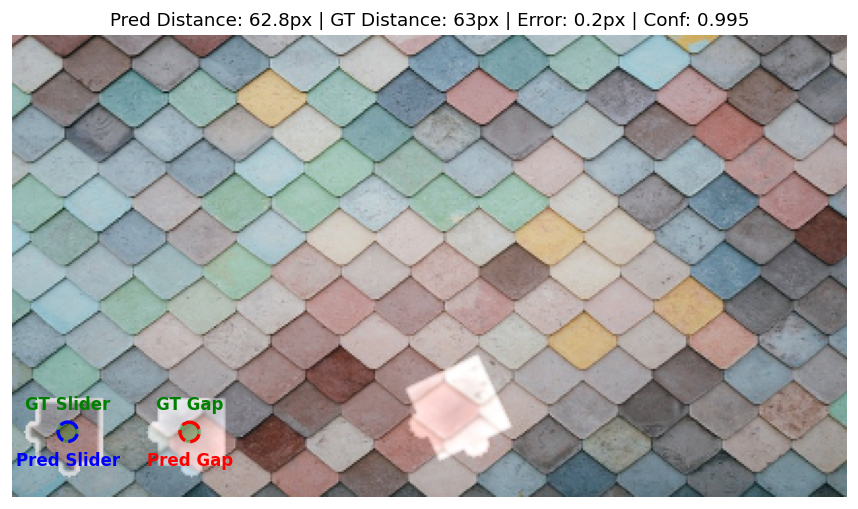 Pred Distance: 62.8px | GT Distance: 63px | Error: 0.2px | Conf: 0.995
GT Slider
GT Gap
Pred Slider
Pred Gap